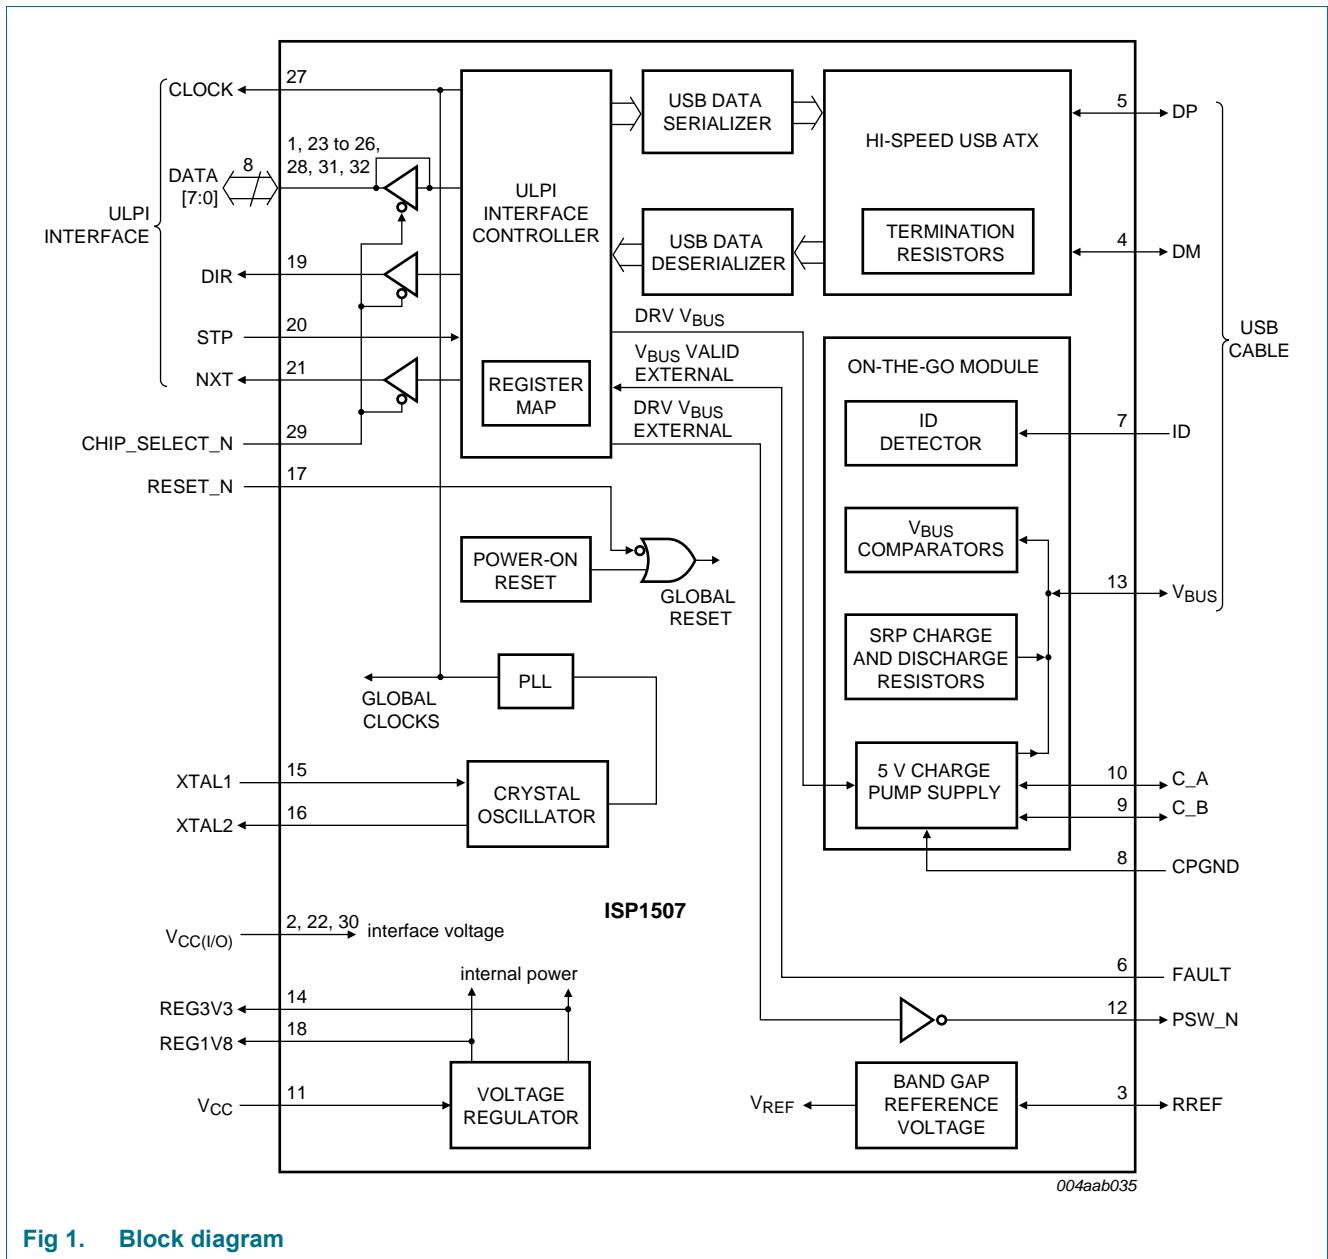 CLOCK
27
DATA
[7:0]
8
1, 23 to 26,
28, 31, 32
ULPI
INTERFACE
DIR
19
STP
20
NXT
21
CHIP_SELECT_N
29
RESET_N
17
ULPI
INTERFACE
CONTROLLER
REGISTER
MAP
USB DATA
SERIALIZER
USB DATA
DESERIALIZER
HI-SPEED USB ATX
TERMINATION
RESISTORS
5
DP
4
DM
USB
CABLE
DRV VBUS
VBUS VALID
EXTERNAL
DRV VBUS
EXTERNAL
ON-THE-GO MODULE
ID
DETECTOR
7
ID
VBUS
COMPARATORS
13
VBUS
SRP CHARGE
AND DISCHARGE
RESISTORS
5 V CHARGE
PUMP SUPPLY
10
C_A
9
C_B
8
CPGND
POWER-ON
RESET
GLOBAL
RESET
PLL
GLOBAL
CLOCKS
XTAL1
15
XTAL2
16
CRYSTAL
OSCILLATOR
ISP1507
VCC(I/O)
2, 22, 30
interface voltage
internal power
REG3V3
14
REG1V8
18
VCC
11
VOLTAGE
REGULATOR
6
FAULT
12
PSW_N
VREF
BAND GAP
REFERENCE
VOLTAGE
3
RREF
004aab035
Fig 1. Block diagram